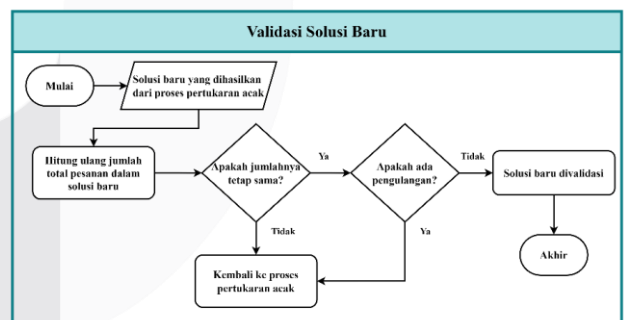 Validasi Solusi Baru
Mulai
Solusi baru yang dihasilkan
dari proses pertukaran acak
Hitung ulang jumlah
total pesanan dalam
solusi baru
Apakah jumlahnya
tetap sama?
Ya
Apakah ada
pengulangan?
Tidak
Solusi baru divalidasi
Tidak
Ya
Kembali ke proses
pertukaran acak
Akhir